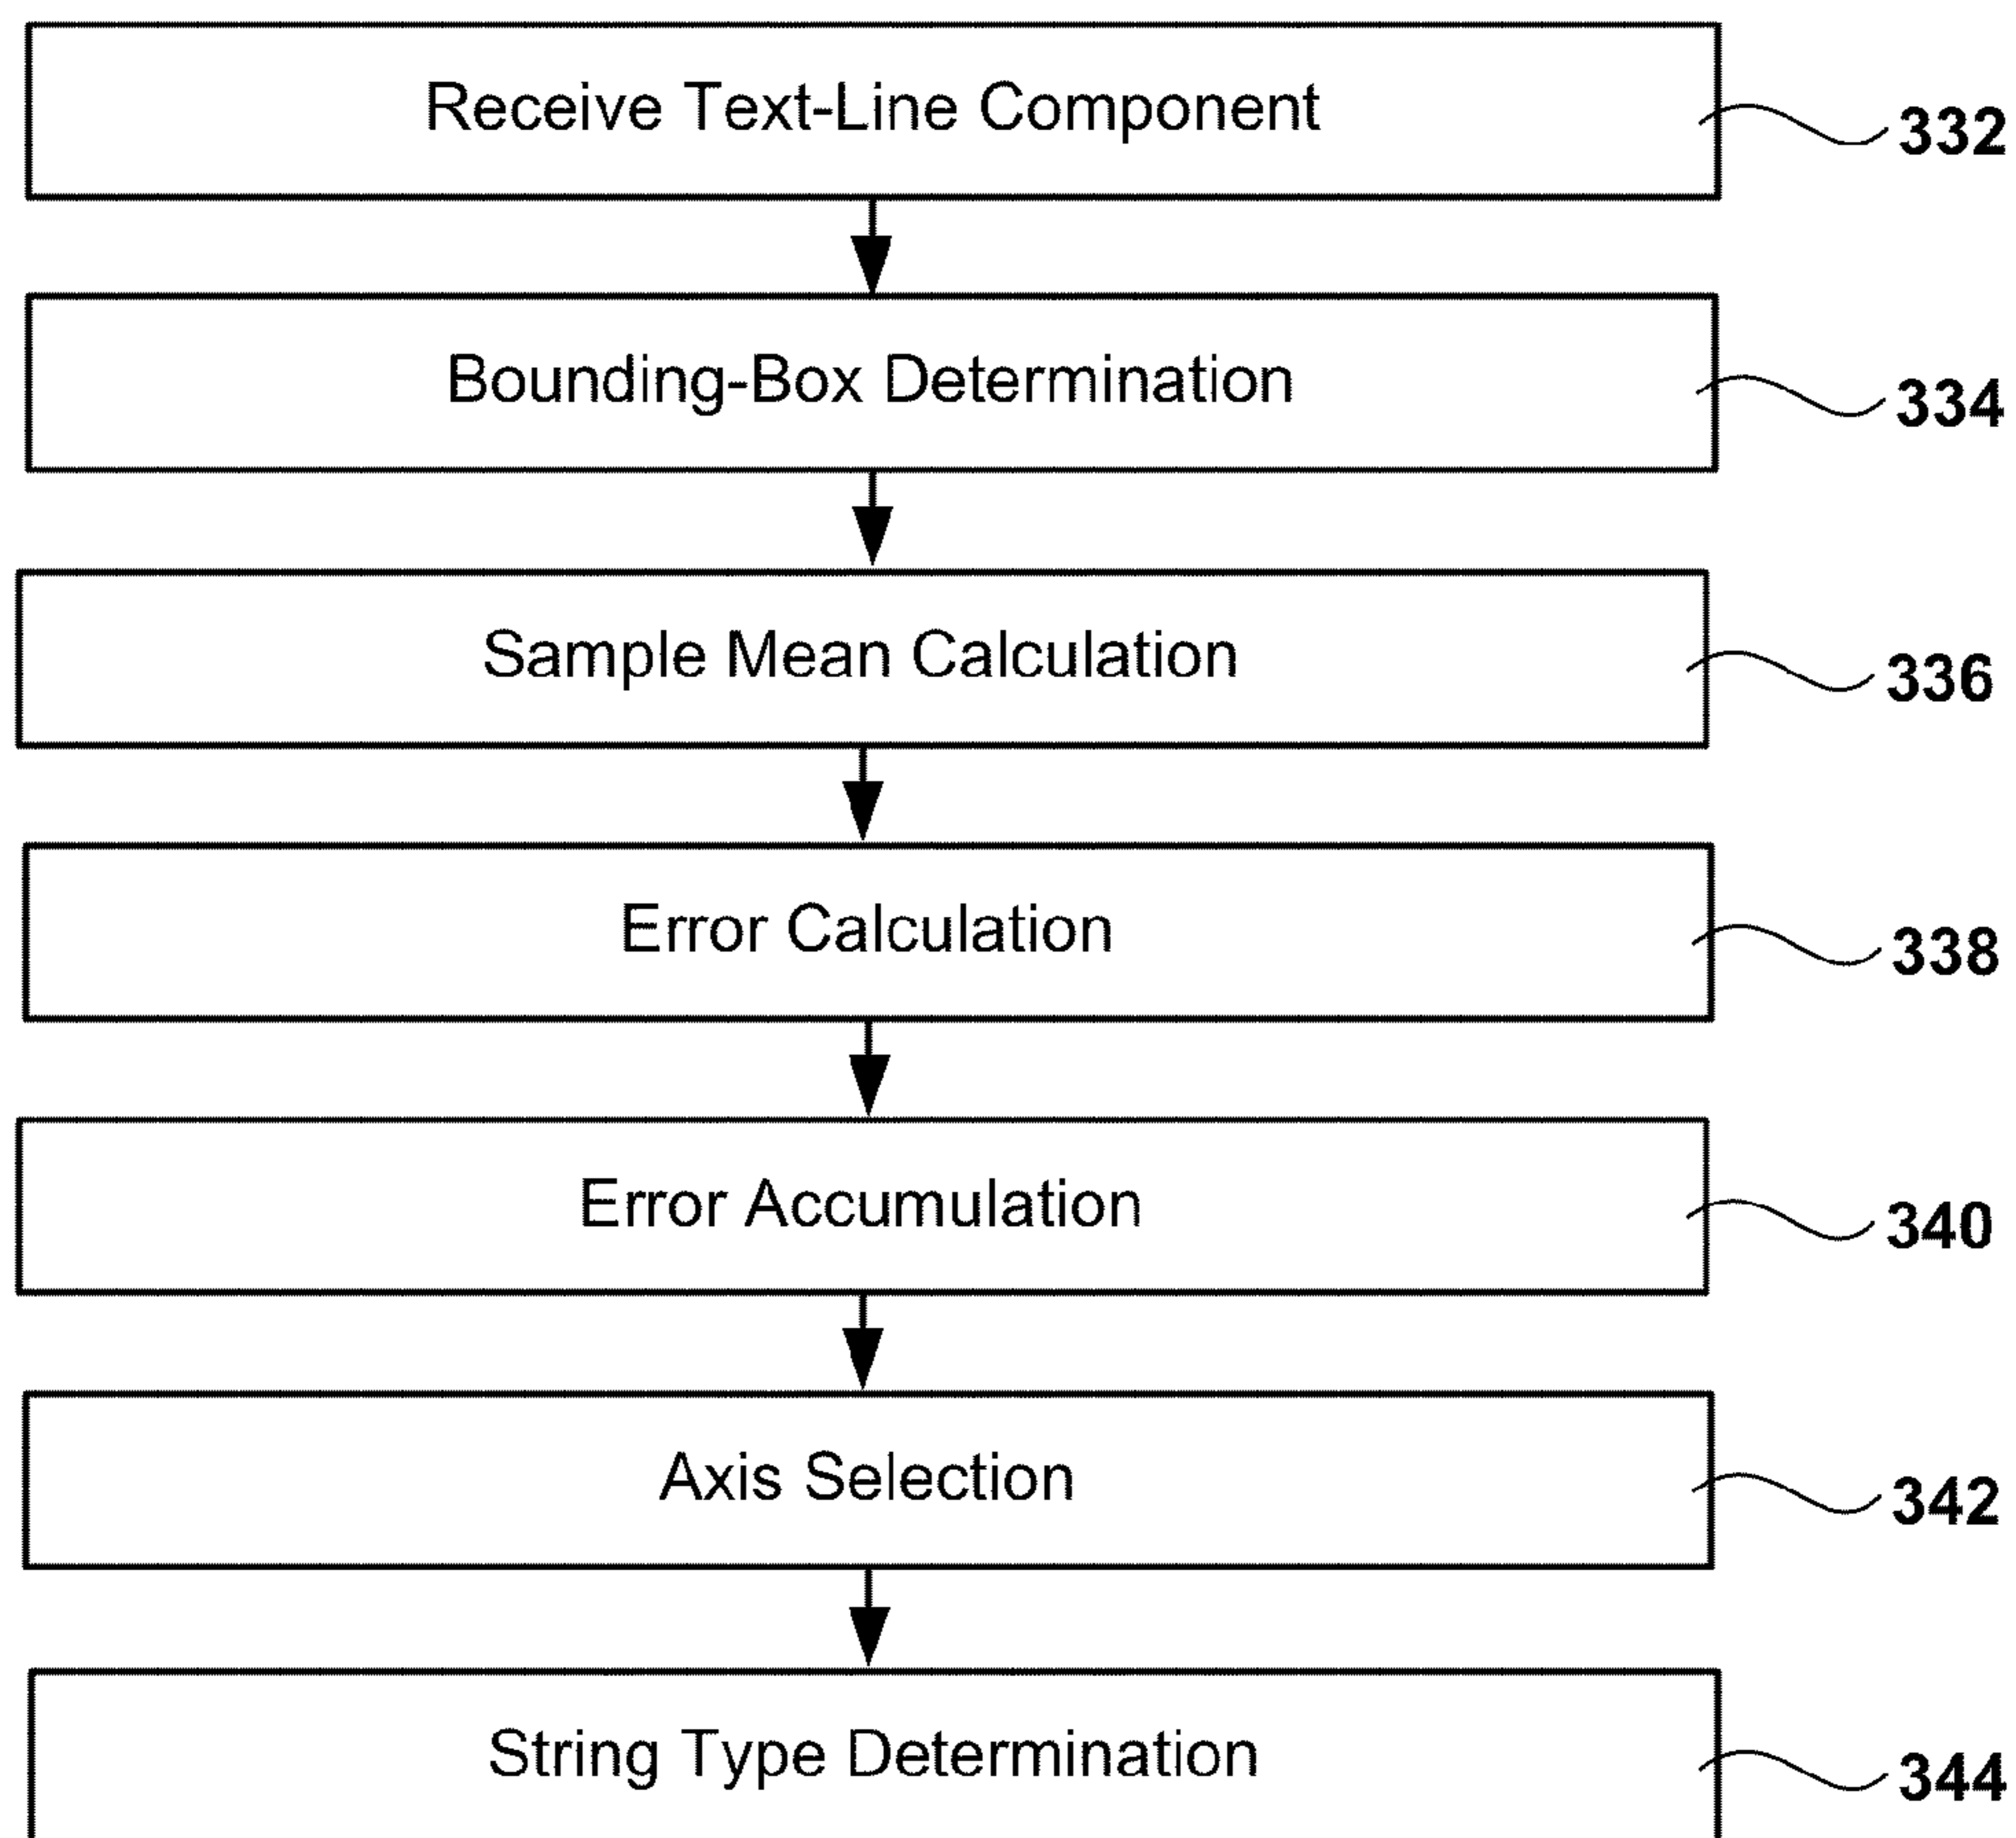 Receive Text-Line Component 332
Bounding-Box Determination 334
Sample Mean Calculation 336
Error Calculation 338
Error Accumulation 340
Axis Selection 342
String Type Determination 344